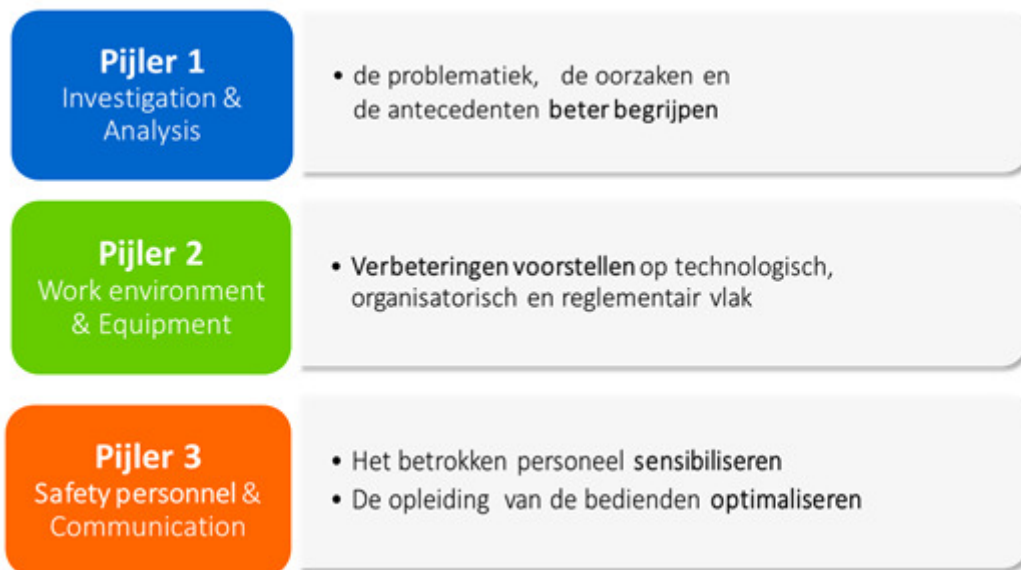 Pijler 1
Investigation &
Analysis
• de problematiek, de oorzaken en
de antecedenten beter begrijpen
Pijler 2
Work environment
& Equipment
• Verbeteringen voorstellen op technologisch,
organisatorisch en reglementair vlak
Pijler 3
Safety personnel &
Communication
• Het betrokken personeel sensibiliseren
• De opleiding van de bedienden optimaliseren